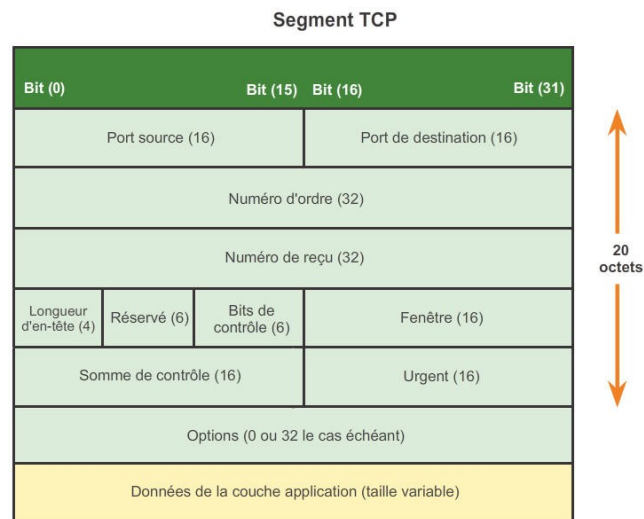 Segment TCP
Bit (0) Bit (15) Bit (16) Bit (31)
Port source (16) Port de destination (16)
Numéro d'ordre (32)
Numéro de reçu (32)
20
octets
Longueur
d'en-tête (4)
Réservé (6)
Bits de
contrôle (6)
Fenêtre (16)
Somme de contrôle (16) Urgent (16)
Options (0 ou 32 le cas échéant)
Données de la couche application (taille variable)